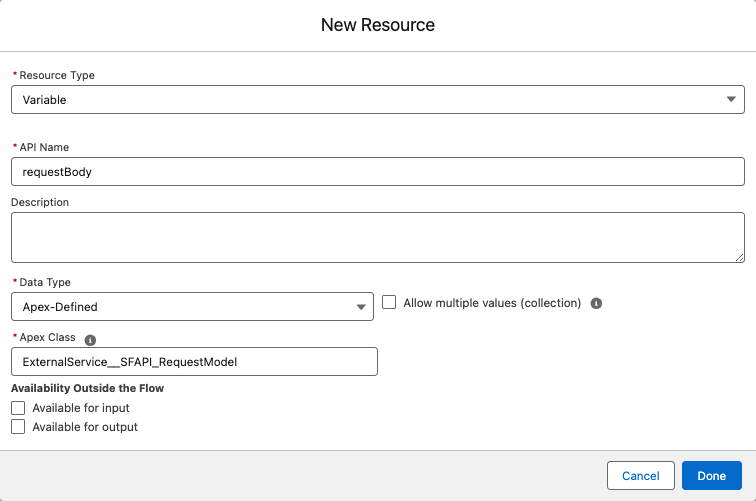 New Resource
* Resource Type
Variable
* API Name
requestBody
Description
* Data Type
Apex-Defined
Allow multiple values (collection)
* Apex Class
ExternalService__SFAPI_RequestModel
Availability Outside the Flow
Available for input
Available for output
Cancel
Done